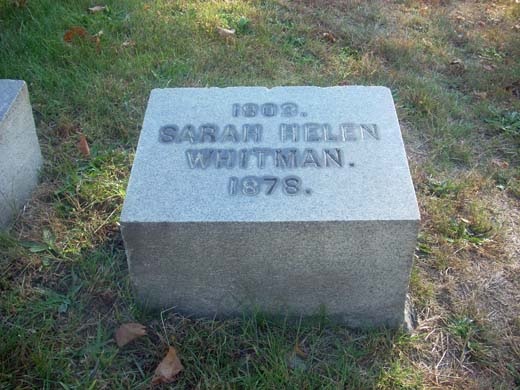 1803.
SARAH HELEN
WHITMAN.
1878.